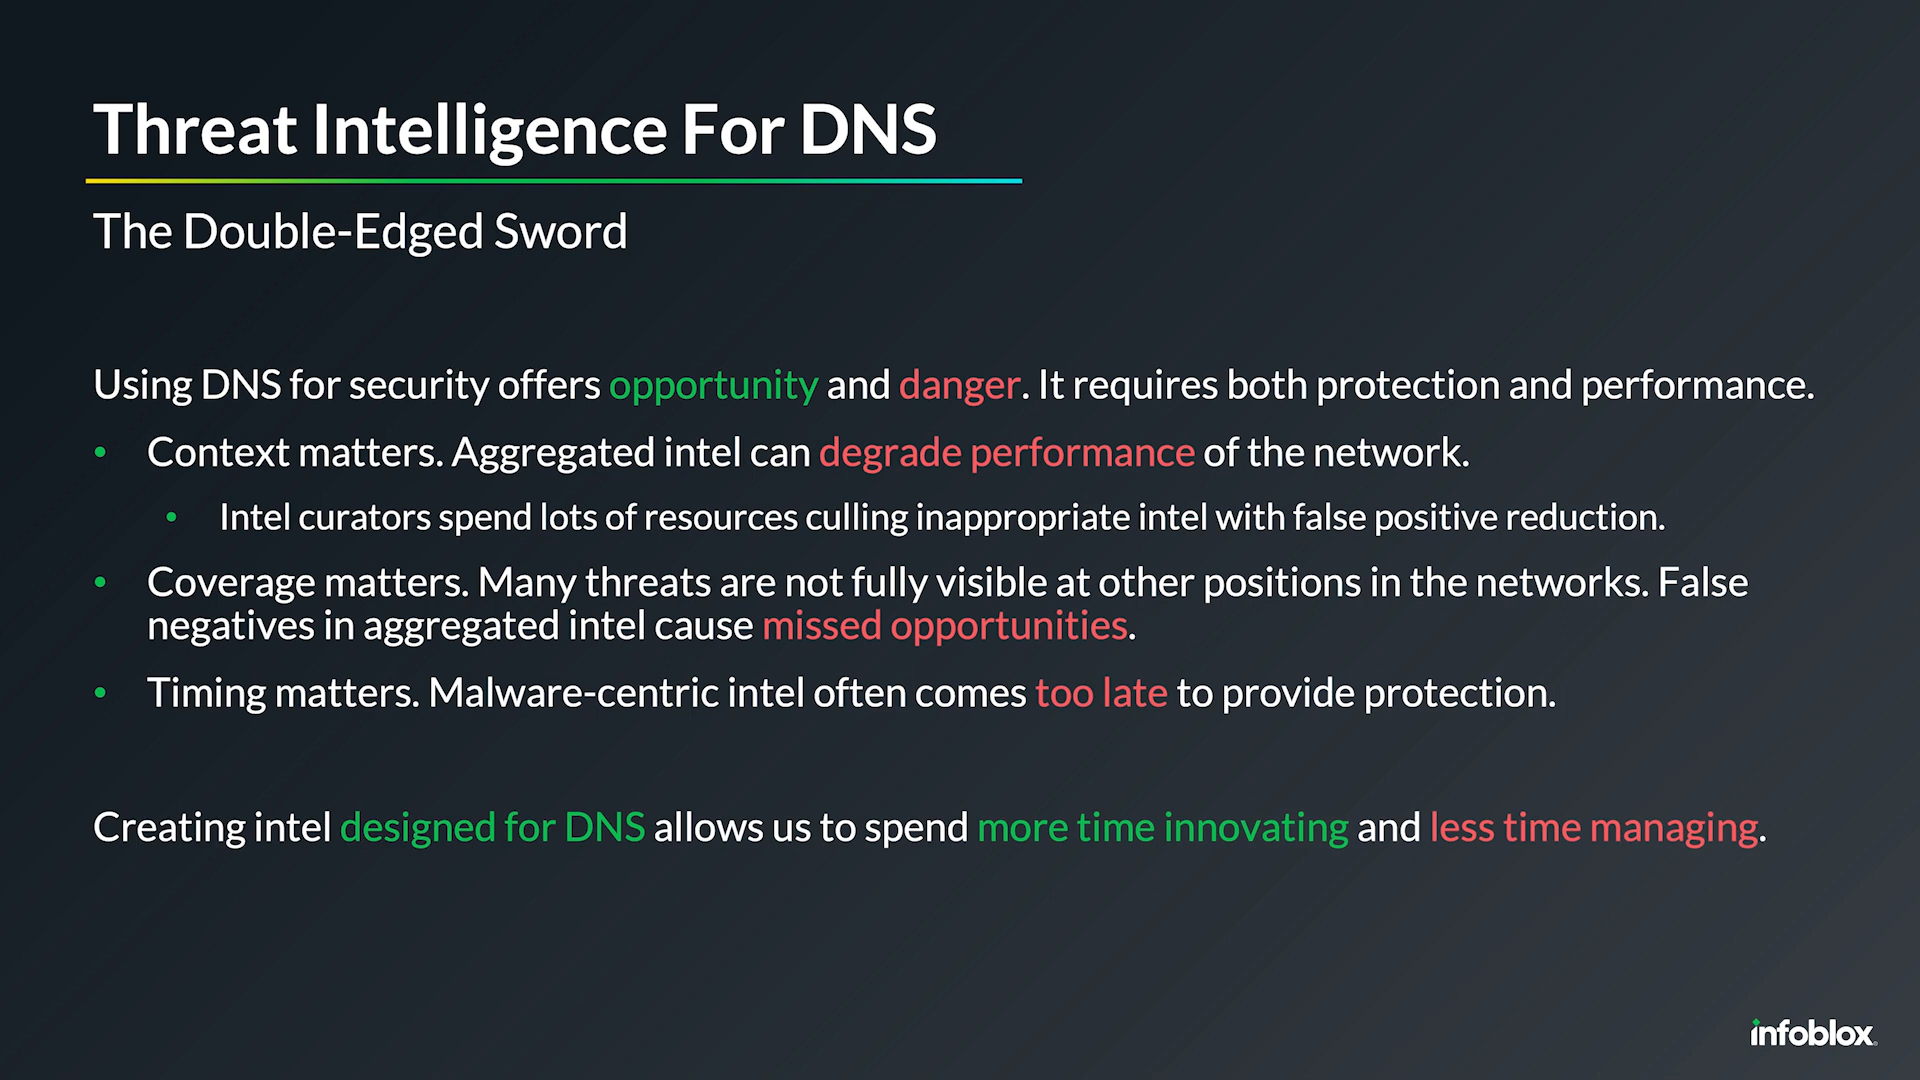 Threat Intelligence For DNS
The Double-Edged Sword
Using DNS for security offers opportunity and danger. It requires both protection and performance.
• Context matters. Aggregated intel can degrade performance of the network.
• Intel curators spend lots of resources culling inappropriate intel with false positive reduction.
• Coverage matters. Many threats are not fully visible at other positions in the networks. False
negatives in aggregated intel cause missed opportunities.
• Timing matters. Malware-centric intel often comes too late to provide protection.
Creating intel designed for DNS allows us to spend more time innovating and less time managing.
infoblox